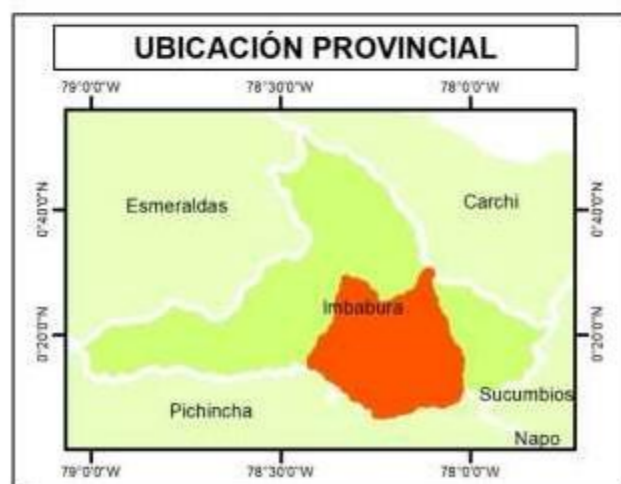 UBICACIÓN PROVINCIAL
79°0'0"W 78°30'0"W 78°0'0"W
Esmeraldas
Carchi
0°40'0"N
0°40'0"N
Imbabura
0°20'0"N
0°20'0"N
Sucumbios
Pichincha
Napo
79°0'0"W 78°30'0"W 78°0'0"W